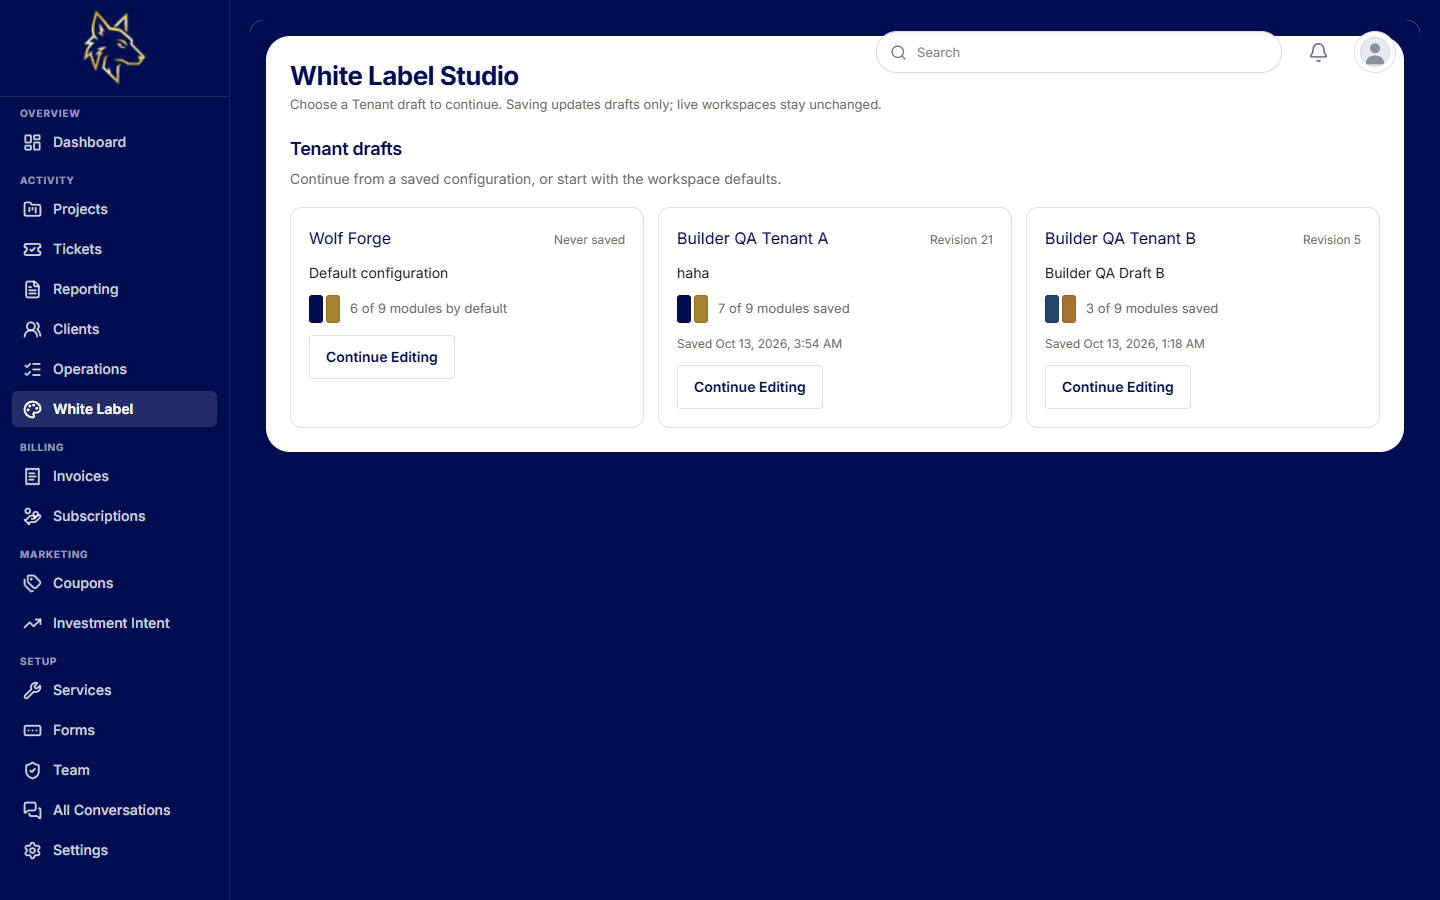 OVERVIEW
Dashboard
ACTIVITY
Projects
Tickets
Reporting
Clients
Operations
White Label
BILLING
Invoices
Subscriptions
MARKETING
Coupons
Investment Intent
SETUP
Services
Forms
Team
All Conversations
Settings
Search
White Label Studio
Choose a Tenant draft to continue. Saving updates drafts only; live workspaces stay unchanged.
Tenant drafts
Continue from a saved configuration, or start with the workspace defaults.
Wolf Forge
Never saved
Default configuration
6 of 9 modules by default
Continue Editing
Builder QA Tenant A
Revision 21
haha
7 of 9 modules saved
Saved Oct 13, 2026, 3:54 AM
Continue Editing
Builder QA Tenant B
Revision 5
Builder QA Draft B
3 of 9 modules saved
Saved Oct 13, 2026, 1:18 AM
Continue Editing